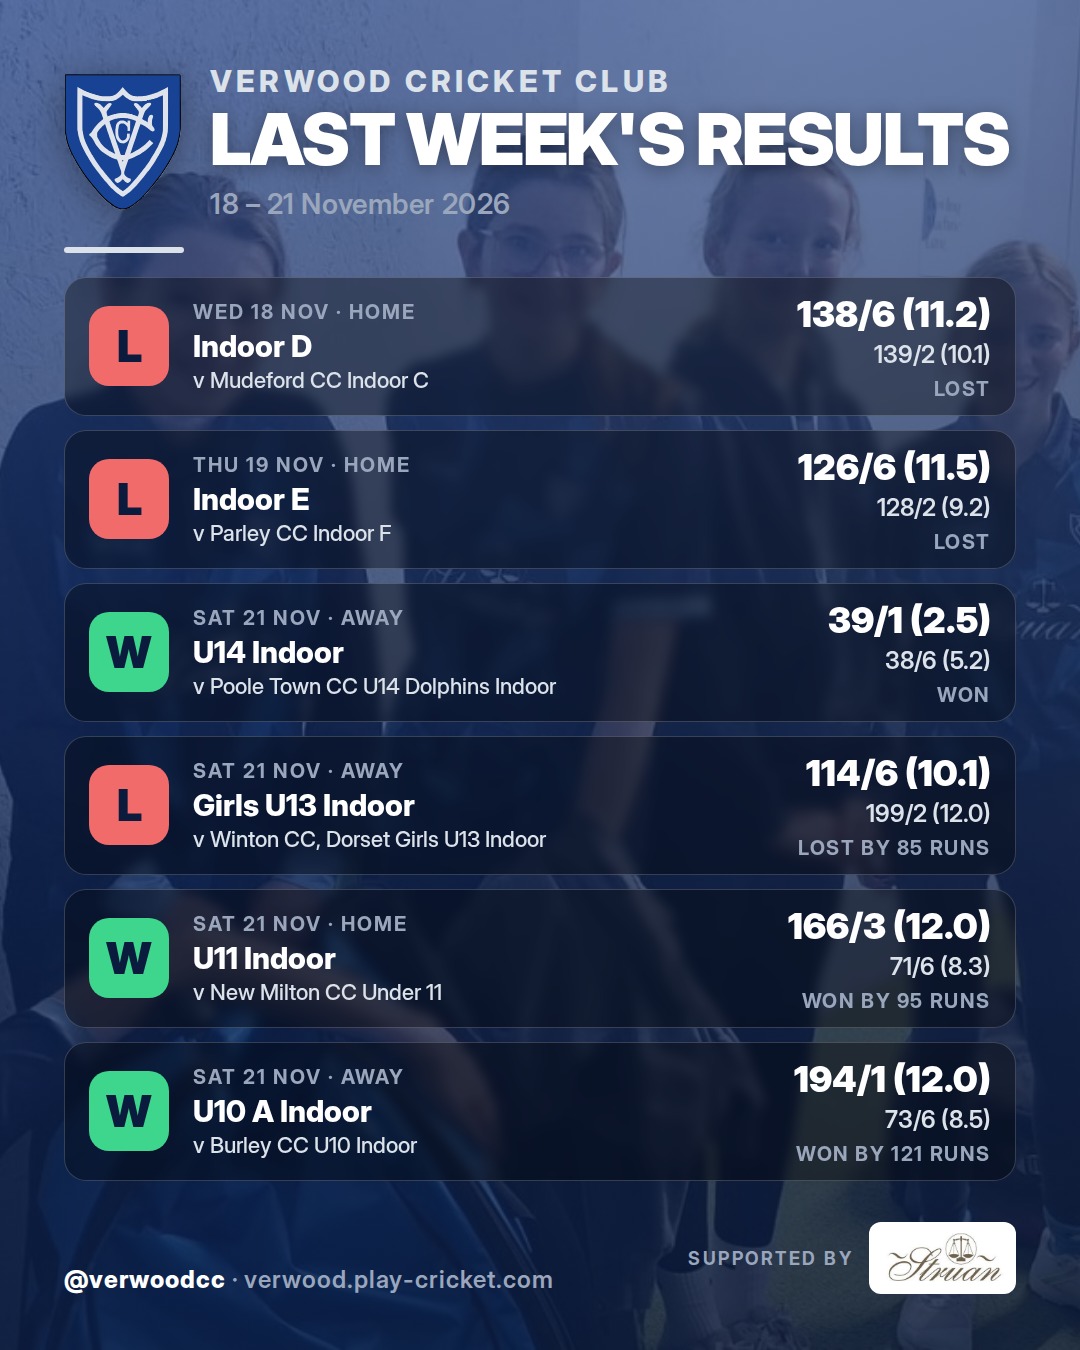 VERWOOD CRICKET CLUB
LAST WEEK'S RESULTS
18 – 21 November 2026
L
WED 18 NOV · HOME
Indoor D
v Mudeford CC Indoor C
138/6 (11.2)
139/2 (10.1)
LOST
L
THU 19 NOV · HOME
Indoor E
v Parley CC Indoor F
126/6 (11.5)
128/2 (9.2)
LOST
W
SAT 21 NOV · AWAY
U14 Indoor
v Poole Town CC U14 Dolphins Indoor
39/1 (2.5)
38/6 (5.2)
WON
L
SAT 21 NOV · AWAY
Girls U13 Indoor
v Winton CC, Dorset Girls U13 Indoor
114/6 (10.1)
199/2 (12.0)
LOST BY 85 RUNS
W
SAT 21 NOV · HOME
U11 Indoor
v New Milton CC Under 11
166/3 (12.0)
71/6 (8.3)
WON BY 95 RUNS
W
SAT 21 NOV · AWAY
U10 A Indoor
v Burley CC U10 Indoor
194/1 (12.0)
73/6 (8.5)
WON BY 121 RUNS
@verwoodcc · verwood.play-cricket.com
SUPPORTED BY
Struan